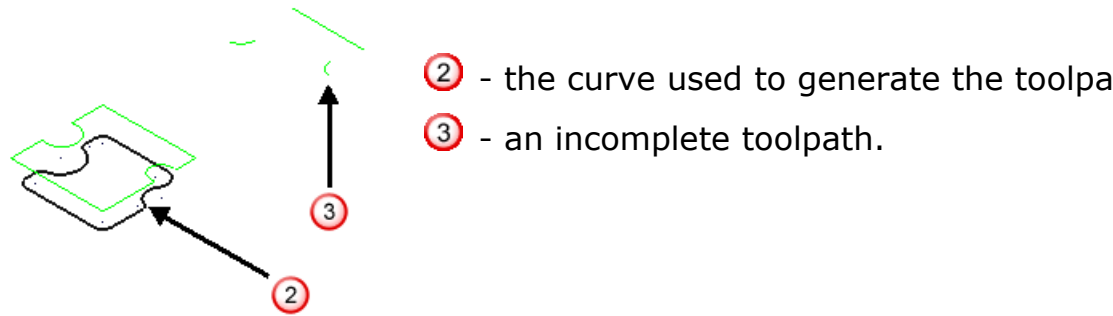 2 - the curve used to generate the toolpa
3 - an incomplete toolpath.
3
2